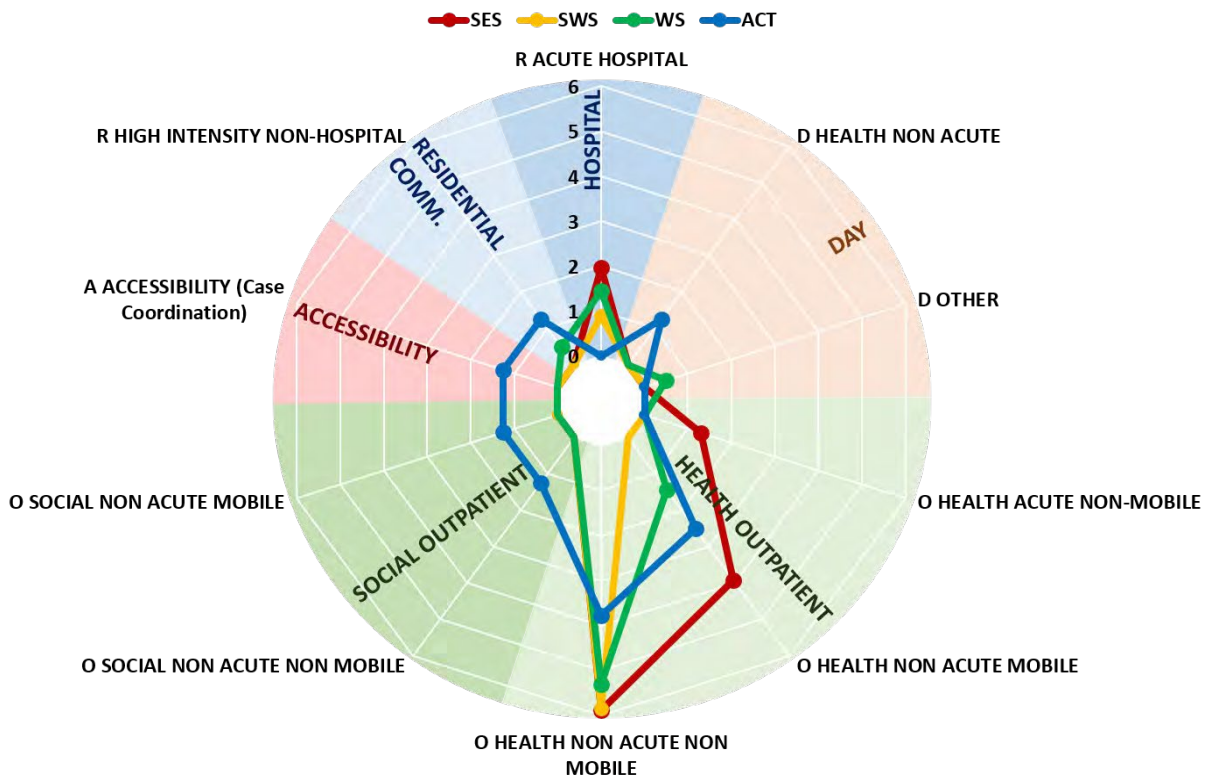 SES SWS WS ACT
R ACUTE HOSPITAL
6
5
4
3
2
1
0
HOSPITAL
R HIGH INTENSITY NON-HOSPITAL
RESIDENTIAL
COMM.
D HEALTH NON ACUTE
DAY
D OTHER
A ACCESSIBILITY (Case
Coordination)
ACCESSIBILITY
O SOCIAL NON ACUTE MOBILE
SOCIAL OUTPATIENT
HEALTH OUTPATIENT
O HEALTH ACUTE NON-MOBILE
O SOCIAL NON ACUTE NON MOBILE
O HEALTH NON ACUTE MOBILE
O HEALTH NON ACUTE NON
MOBILE